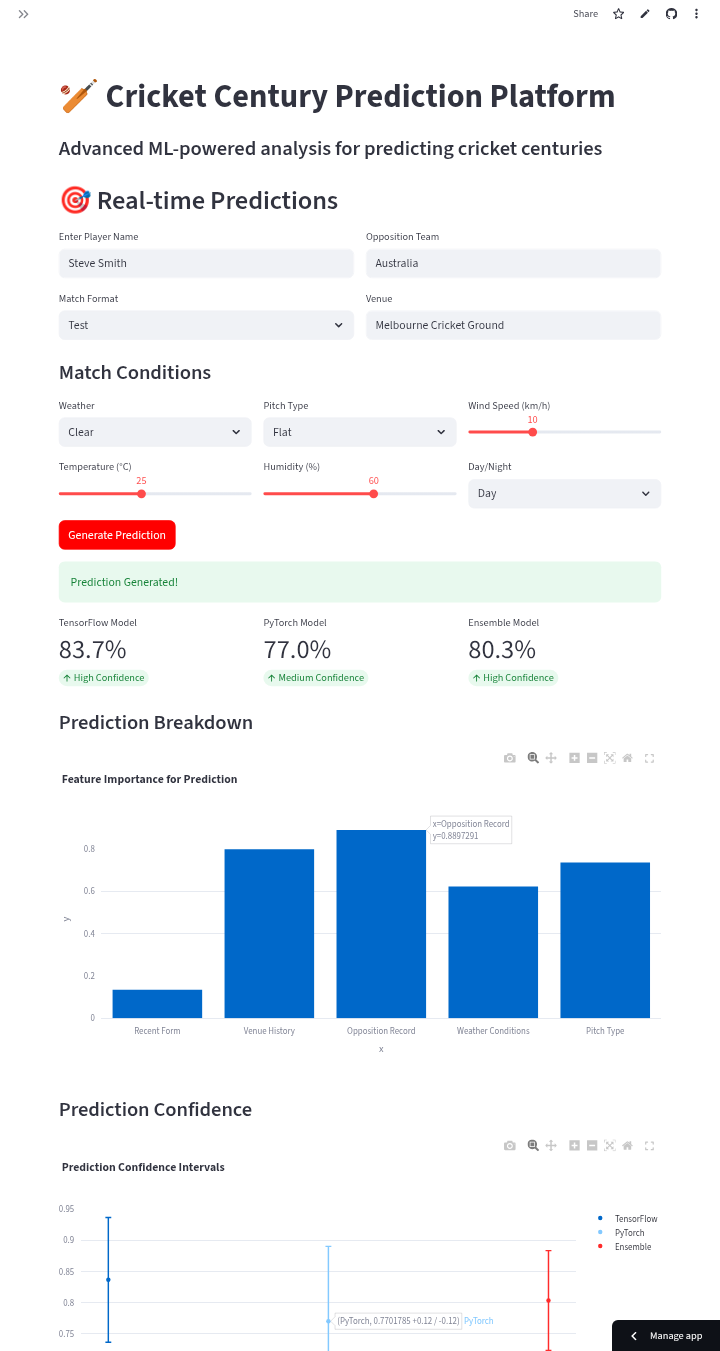 Share
Cricket Century Prediction Platform
Advanced ML-powered analysis for predicting cricket centuries
Real-time Predictions
Enter Player Name
Opposition Team
Steve Smith
Australia
Match Format
Venue
Test
Melbourne Cricket Ground
Match Conditions
Weather
Pitch Type
Wind Speed (km/h)
10
Clear
Flat
Temperature (°C)
Humidity (%)
Day/Night
25
60
Day
Generate Prediction
Prediction Generated!
TensorFlow Model
PyTorch Model
Ensemble Model
83.7%
77.0%
80.3%
↑ High Confidence
↑ Medium Confidence
↑ High Confidence
Prediction Breakdown
Feature Importance for Prediction
x=Opposition Record
y=0.8897291
0.8
0.6
y
0.4
0.2
0
Recent Form
Venue History
Opposition Record
Weather Conditions
Pitch Type
x
Prediction Confidence
Prediction Confidence Intervals
0.95
TensorFlow
PyTorch
0.9
Ensemble
0.85
0.8
(PyTorch, 0.7701785 +0.12 / -0.12) PyTorch
0.75
Manage app